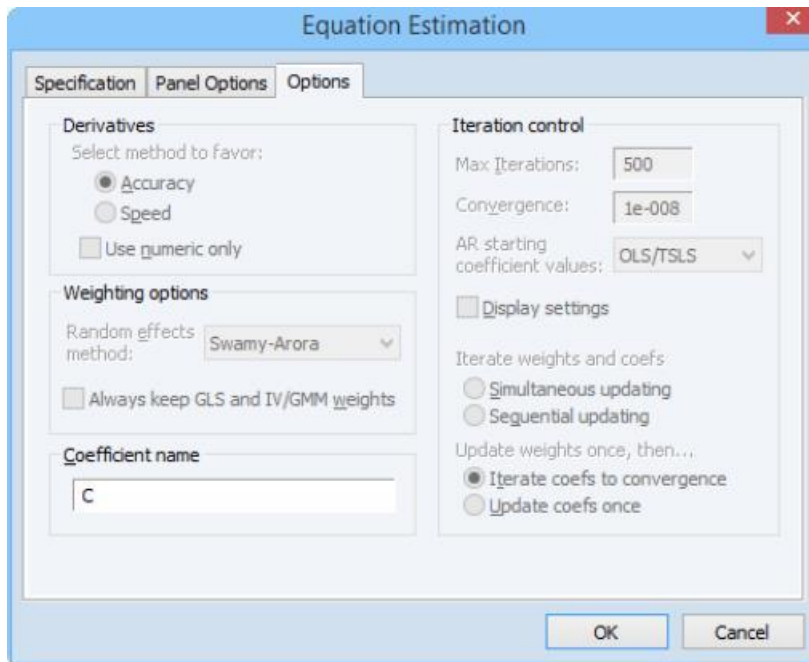 Equation Estimation
Specification
Panel Options
Options
Derivatives
Select method to favor:
Accuracy
Speed
Use numeric only
Weighting options
Random effects
method:
Swamy-Arora
Always keep GLS and IV/GMM weights
Coefficient name
C
Iteration control
Max Iterations:
500
Convergence:
1e-008
AR starting
coefficient values:
OLS/TSLS
Display settings
Iterate weights and coefs
Simultaneous updating
Sequential updating
Update weights once, then...
Iterate coefs to convergence
Update coefs once
OK
Cancel